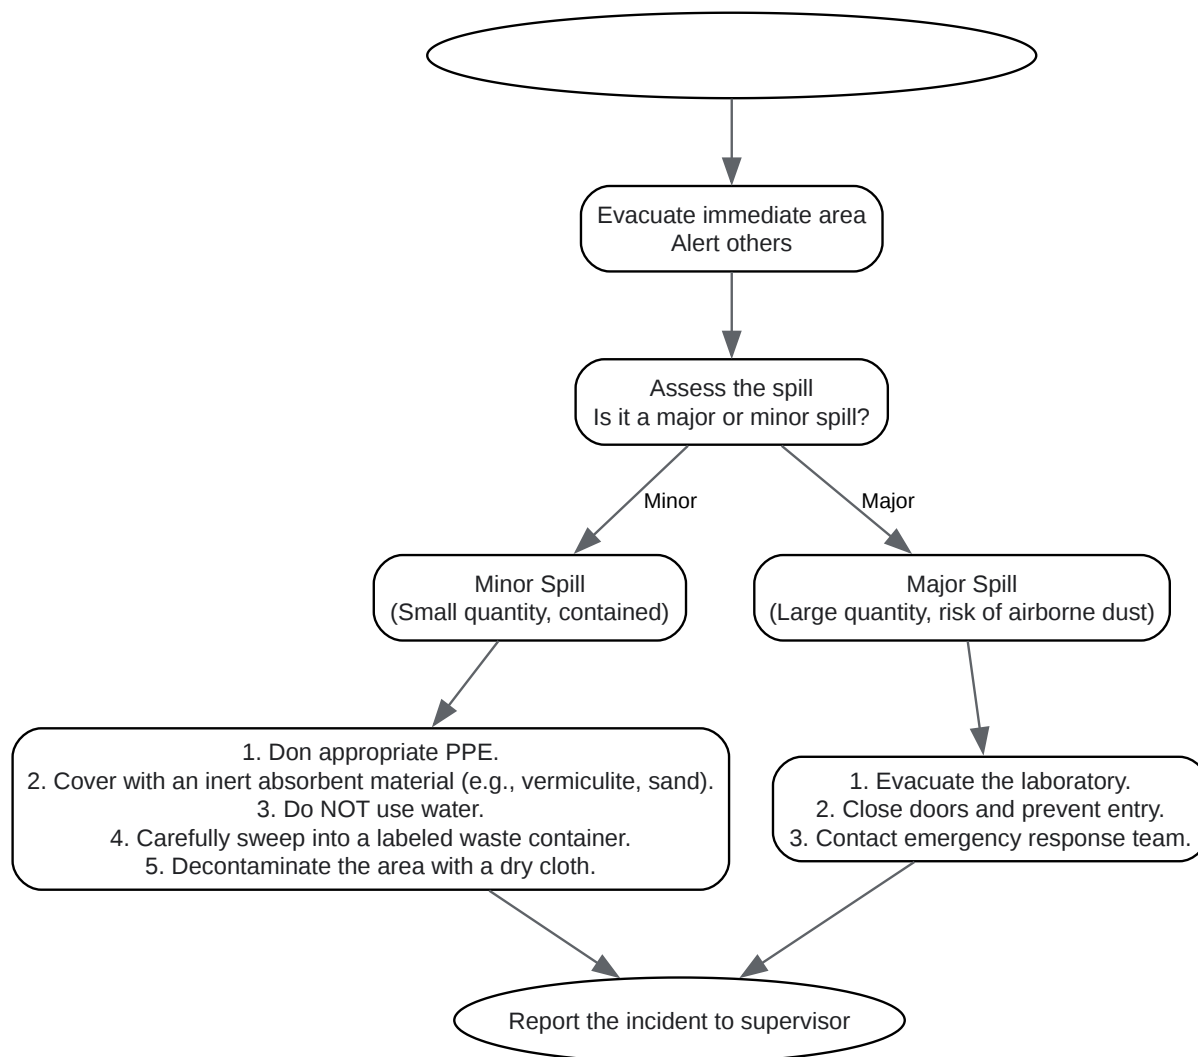 Evacuate immediate area
Alert others
Assess the spill
Is it a major or minor spill?
Minor
Major
Minor Spill
(Small quantity, contained)
Major Spill
(Large quantity, risk of airborne dust)
1. Don appropriate PPE.
2. Cover with an inert absorbent material (e.g., vermiculite, sand).
3. Do NOT use water.
4. Carefully sweep into a labeled waste container.
5. Decontaminate the area with a dry cloth.
1. Evacuate the laboratory.
2. Close doors and prevent entry.
3. Contact emergency response team.
Report the incident to supervisor